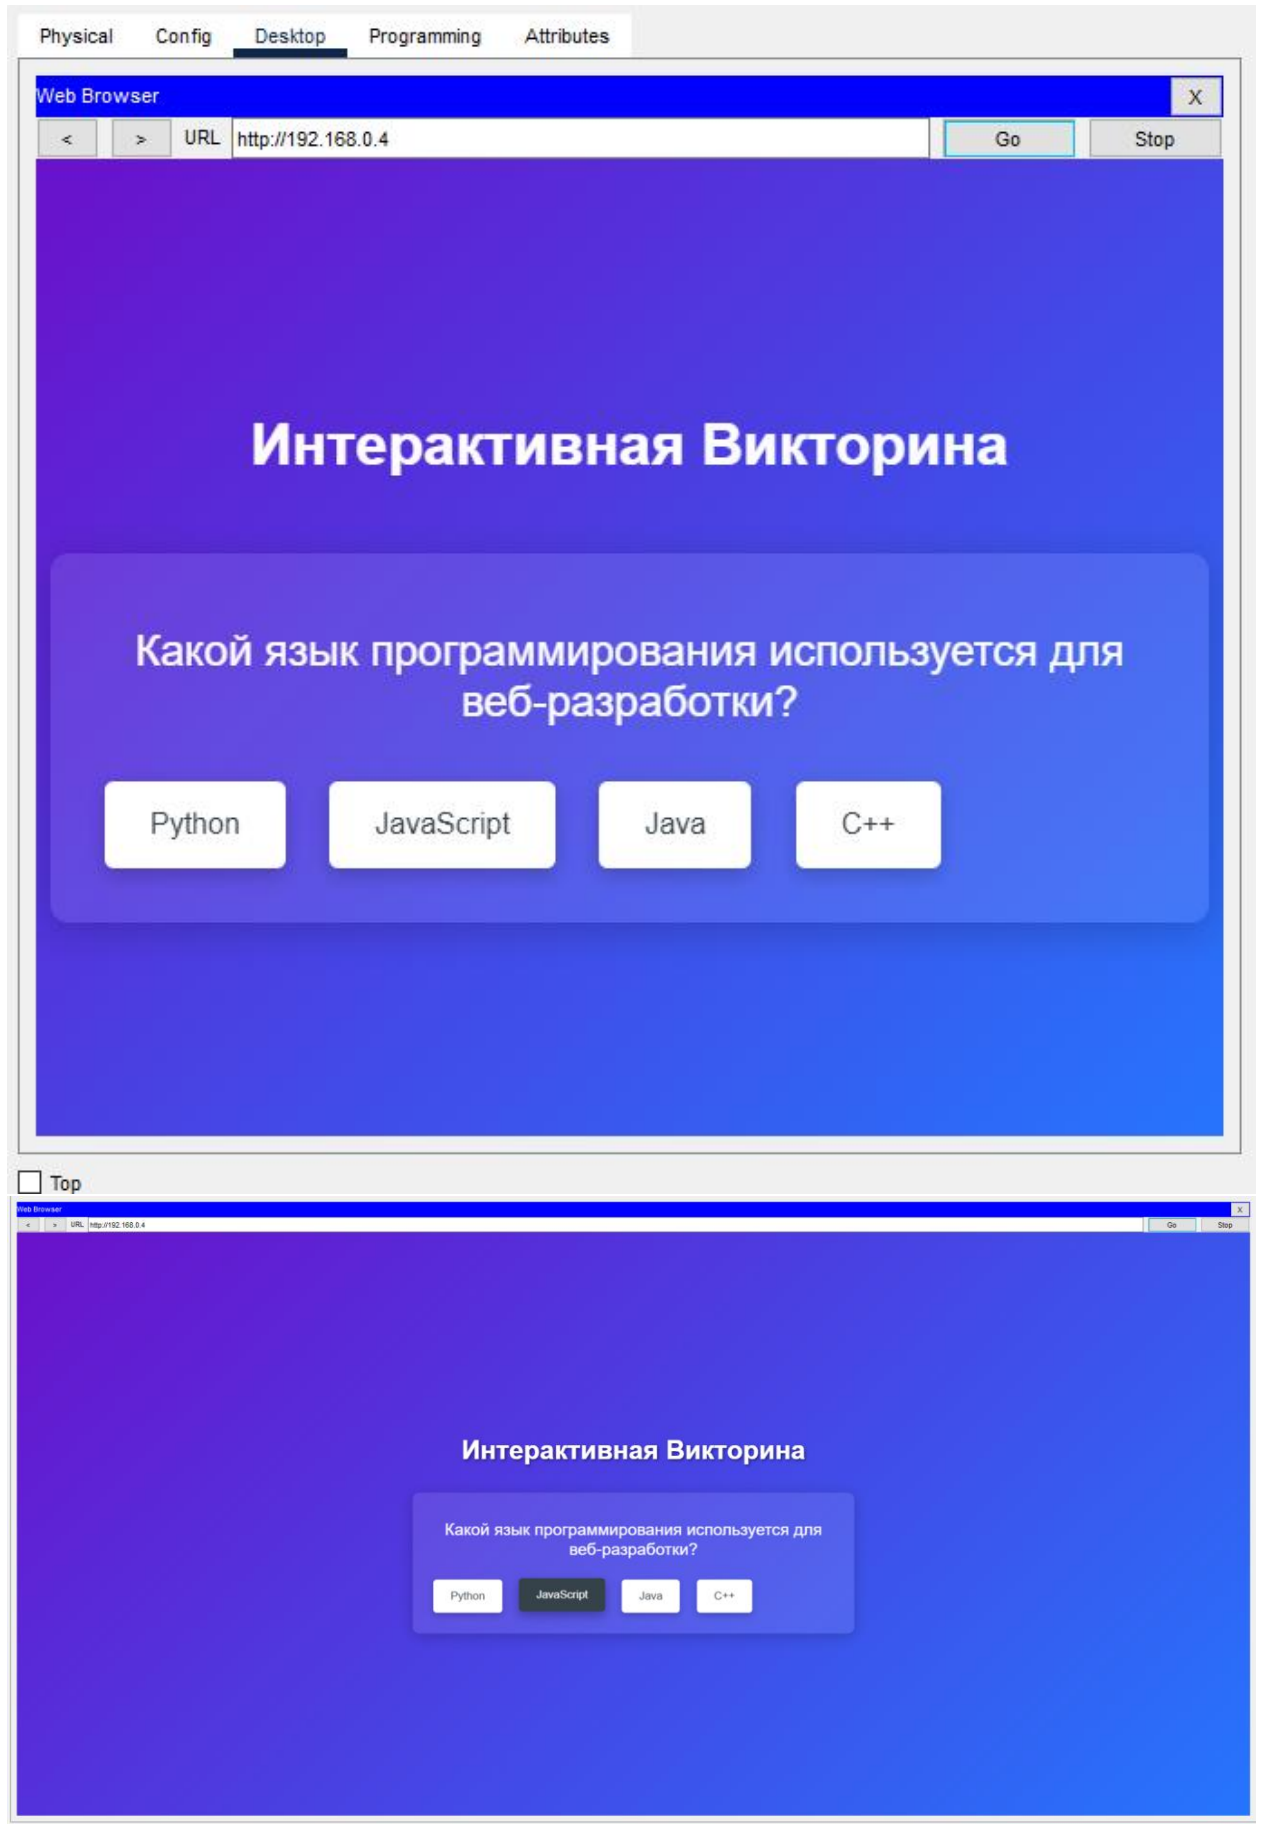 Physical Config Desktop Programming Attributes
Web Browser X
< > URL http://192.168.0.4 Go Stop
Интерактивная Викторина
Какой язык программирования используется для
веб-разработки?
Python JavaScript Java C++
Top
Web Browser X
< > URL http://192.168.0.4 Go Stop
Интерактивная Викторина
Какой язык программирования используется для
веб-разработки?
Python JavaScript Java C++